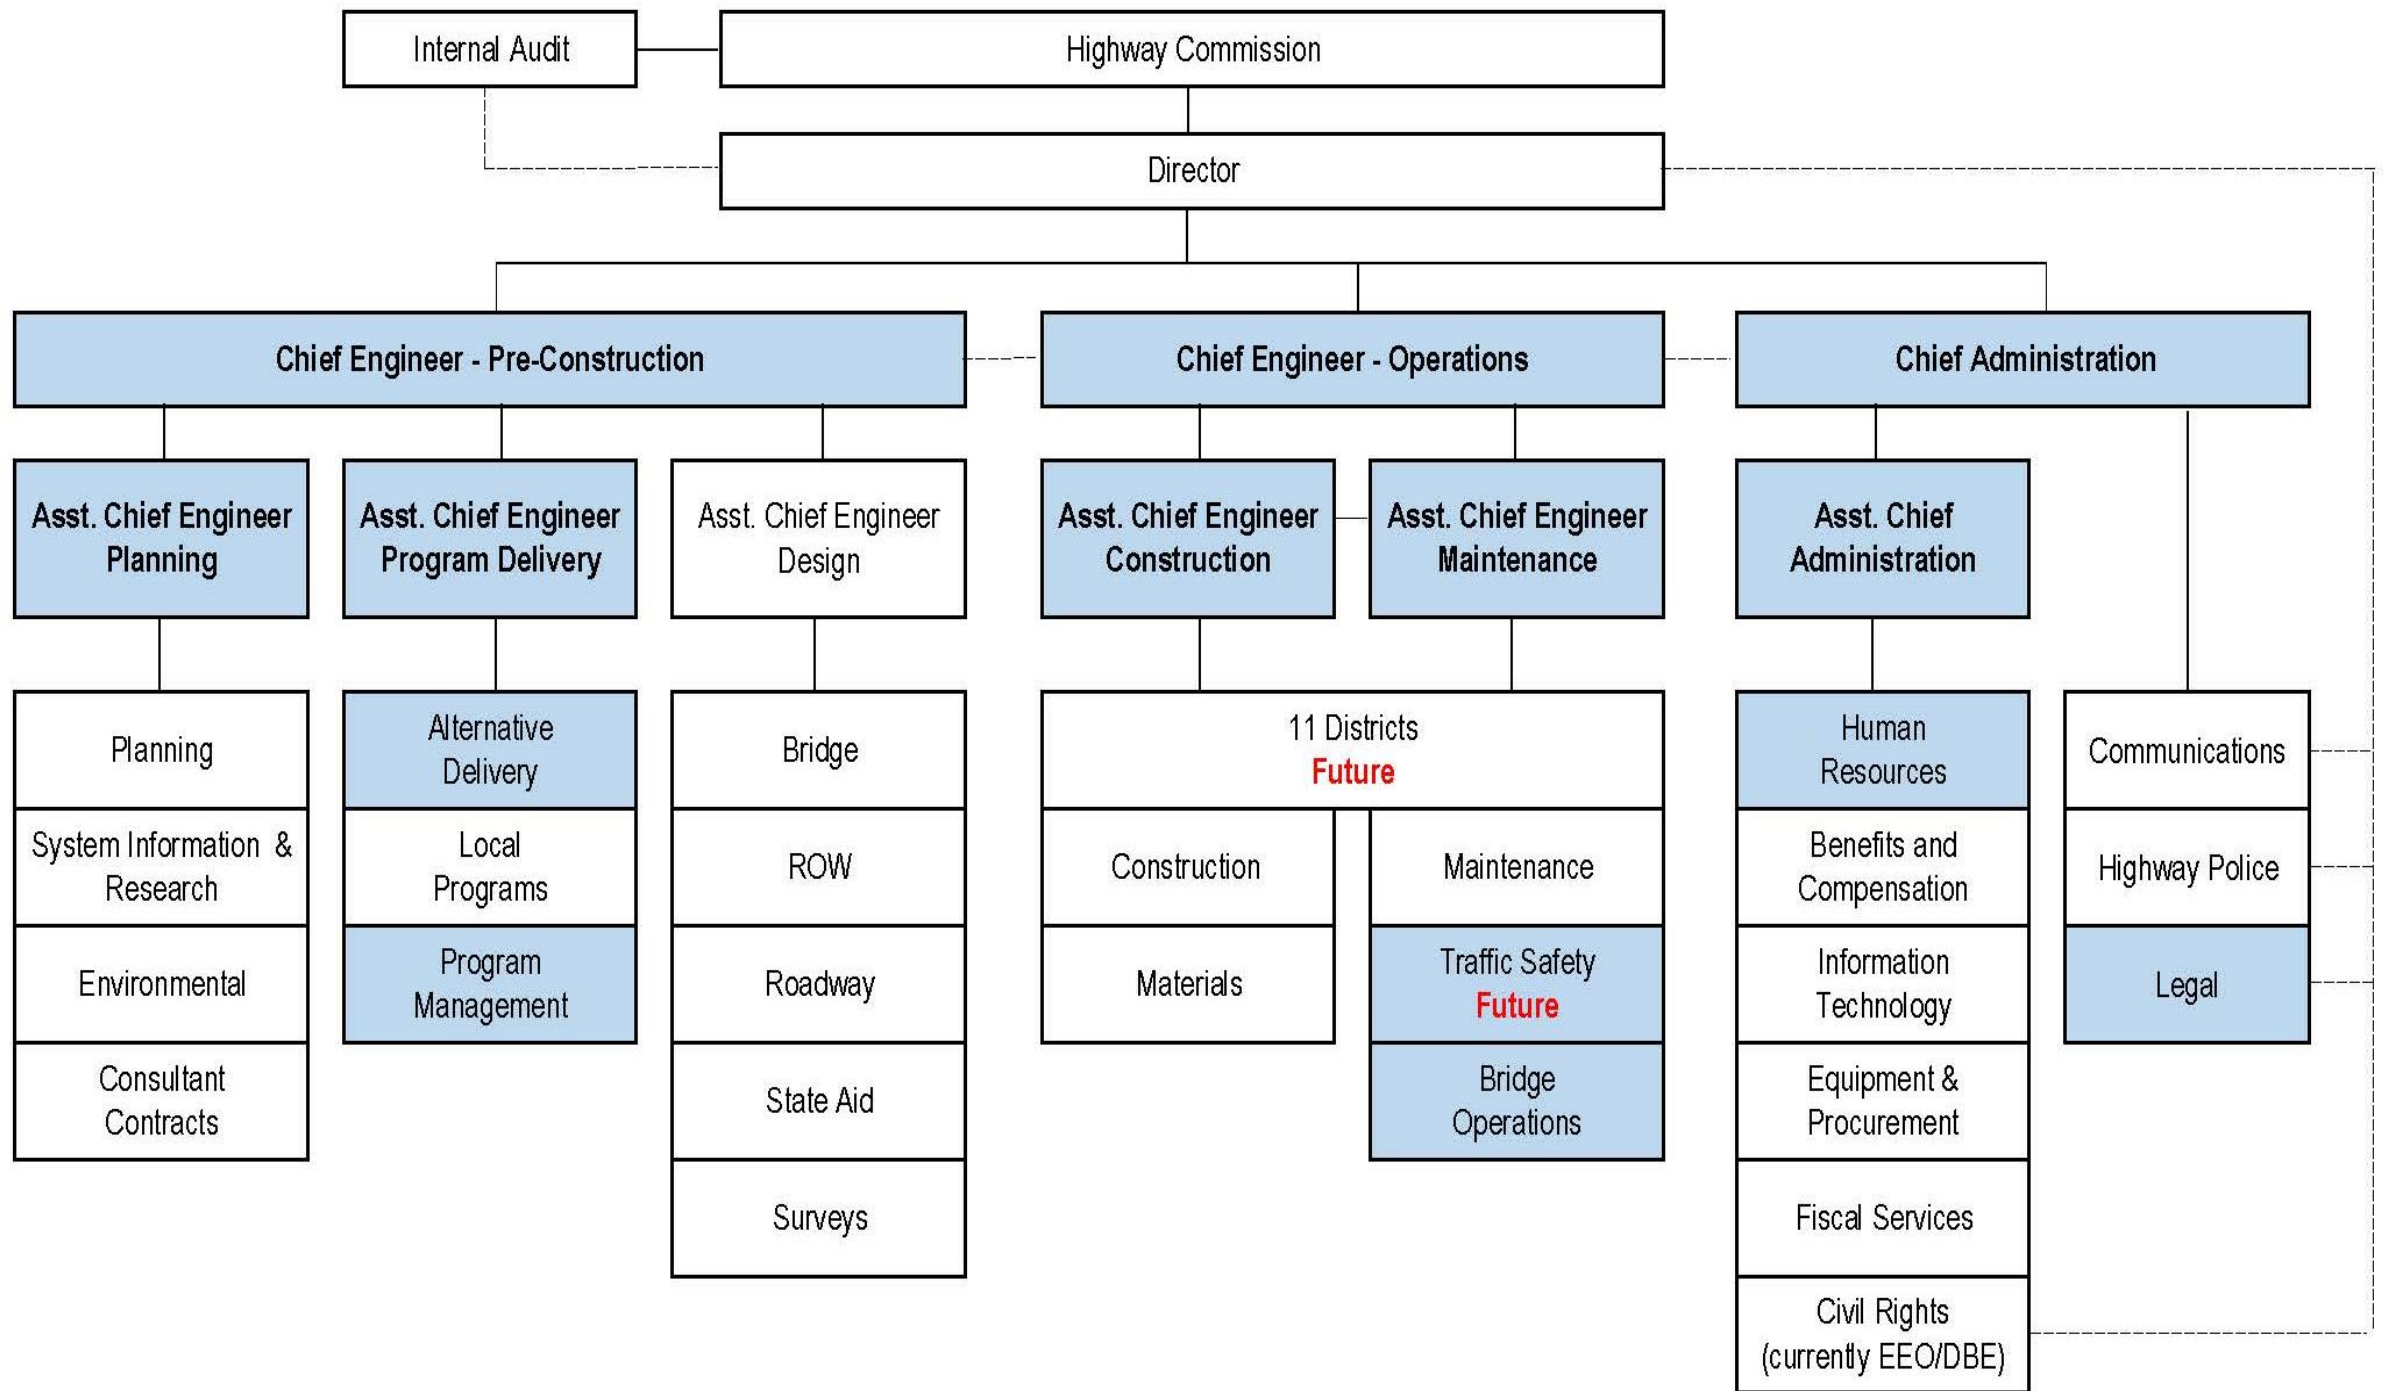 Internal Audit
Highway Commission
Director
Chief Engineer - Pre-Construction
Chief Engineer - Operations
Chief Administration
Asst. Chief Engineer
Planning
Asst. Chief Engineer
Program Delivery
Asst. Chief Engineer
Design
Asst. Chief Engineer
Construction
Asst. Chief Engineer
Maintenance
Asst. Chief
Administration
Planning
System Information &
Research
Environmental
Consultant
Contracts
Alternative
Delivery
Local
Programs
Program
Management
Bridge
ROW
Roadway
State Aid
Surveys
11 Districts
Future
Construction
Materials
Maintenance
Traffic Safety
Future
Bridge
Operations
Human
Resources
Benefits and
Compensation
Information
Technology
Equipment &
Procurement
Fiscal Services
Civil Rights
(currently EEO/DBE)
Communications
Highway Police
Legal